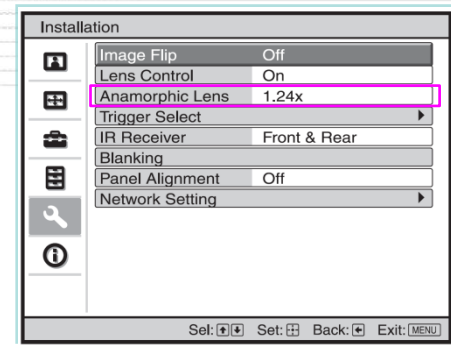 Installation
Image Flip Off
Lens Control On
Anamorphic Lens 1.24x
Trigger Select
IR Receiver Front & Rear
Blanking
Panel Alignment Off
Network Setting
Sel: Set: Back: Exit: MENU